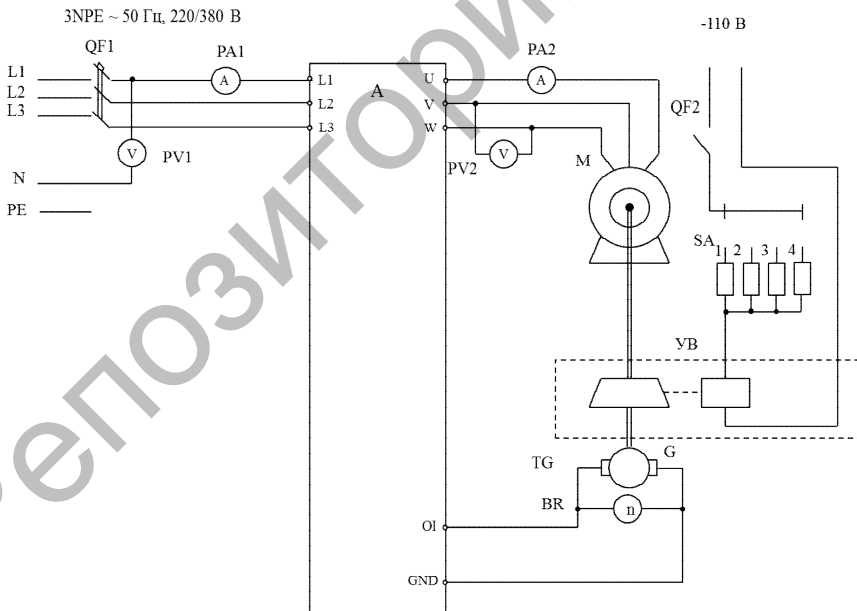 3NPE ~ 50 Гц, 220/380 В
-110 В
QF1
PA1
PA2
L1
L2
L3
A
L1
L2
L3
A
U
V
W
A
QF2
V
PV1
V
PV2
M
N
PE
SA
1 2 3 4
УВ
TG
G
BR
n
OI
GND
епозитори